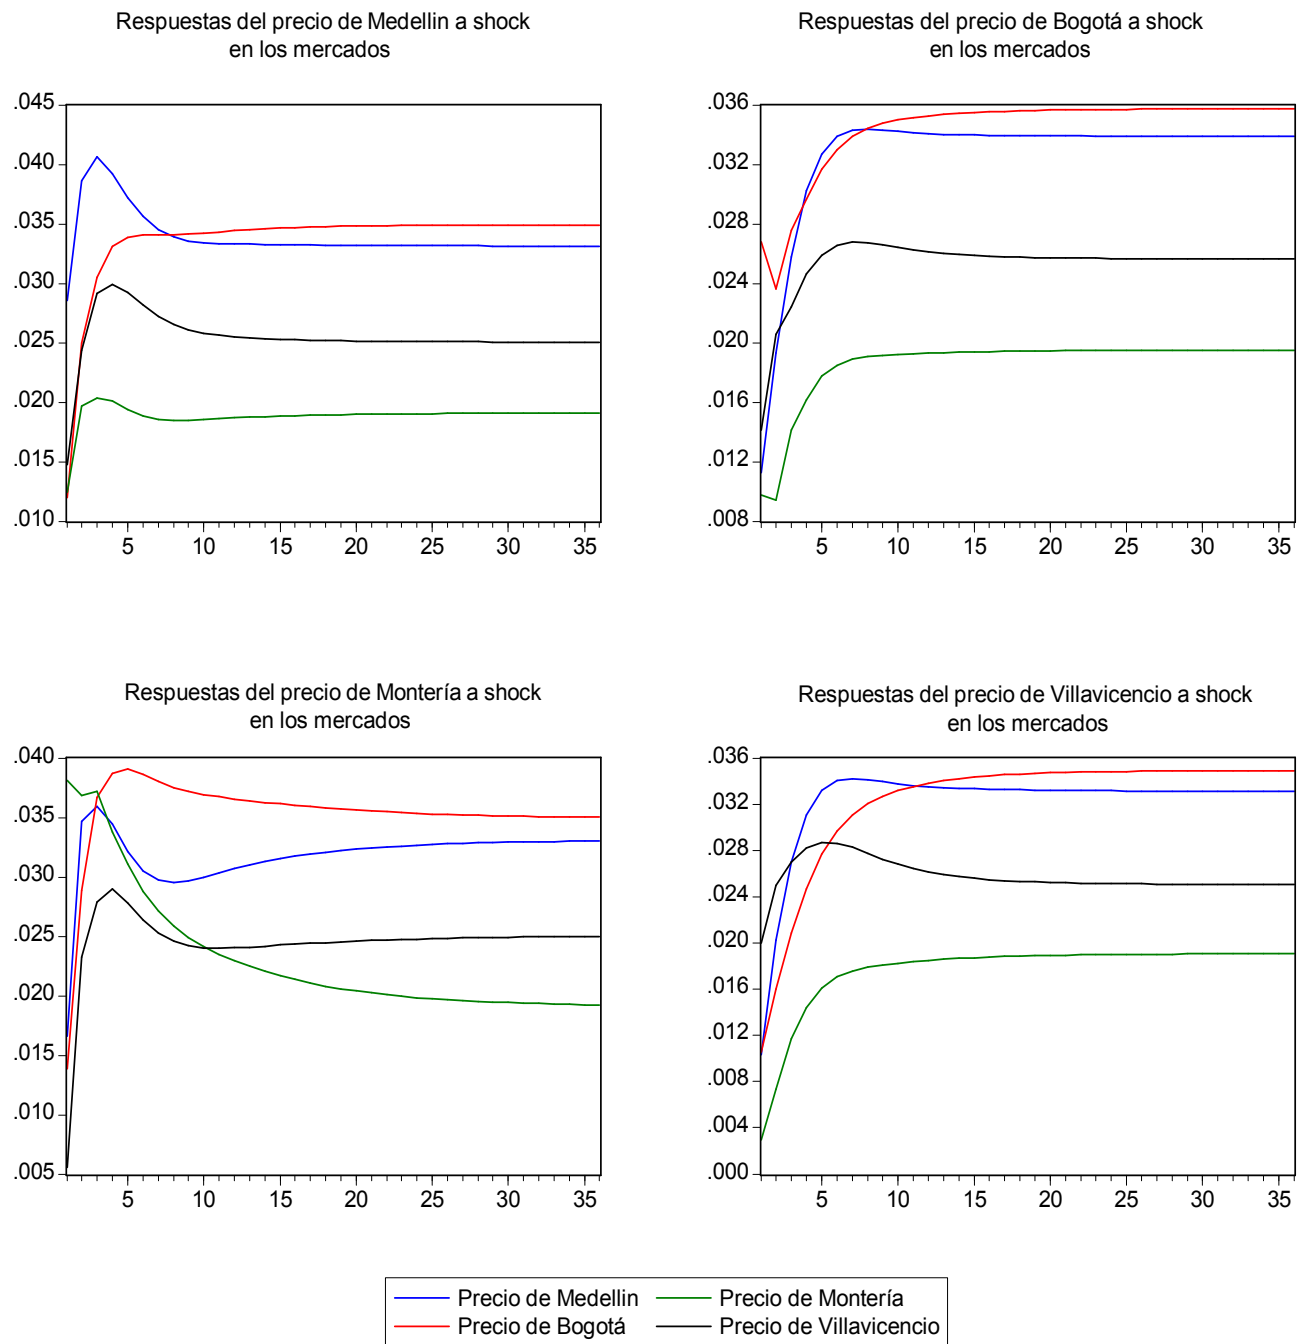 Respuestas del precio de Medellin a shock
en los mercados
.045
.040
.035
.030
.025
.020
.015
.010
5 10 15 20 25 30 35
Respuestas del precio de Bogotá a shock
en los mercados
.036
.032
.028
.024
.020
.016
.012
.008
5 10 15 20 25 30 35
Respuestas del precio de Montería a shock
en los mercados
.040
.035
.030
.025
.020
.015
.010
.005
5 10 15 20 25 30 35
Respuestas del precio de Villavicencio a shock
en los mercados
.036
.032
.028
.024
.020
.016
.012
.008
.004
.000
5 10 15 20 25 30 35
Precio de Medellin Precio de Montería
Precio de Bogotá Precio de Villavicencio